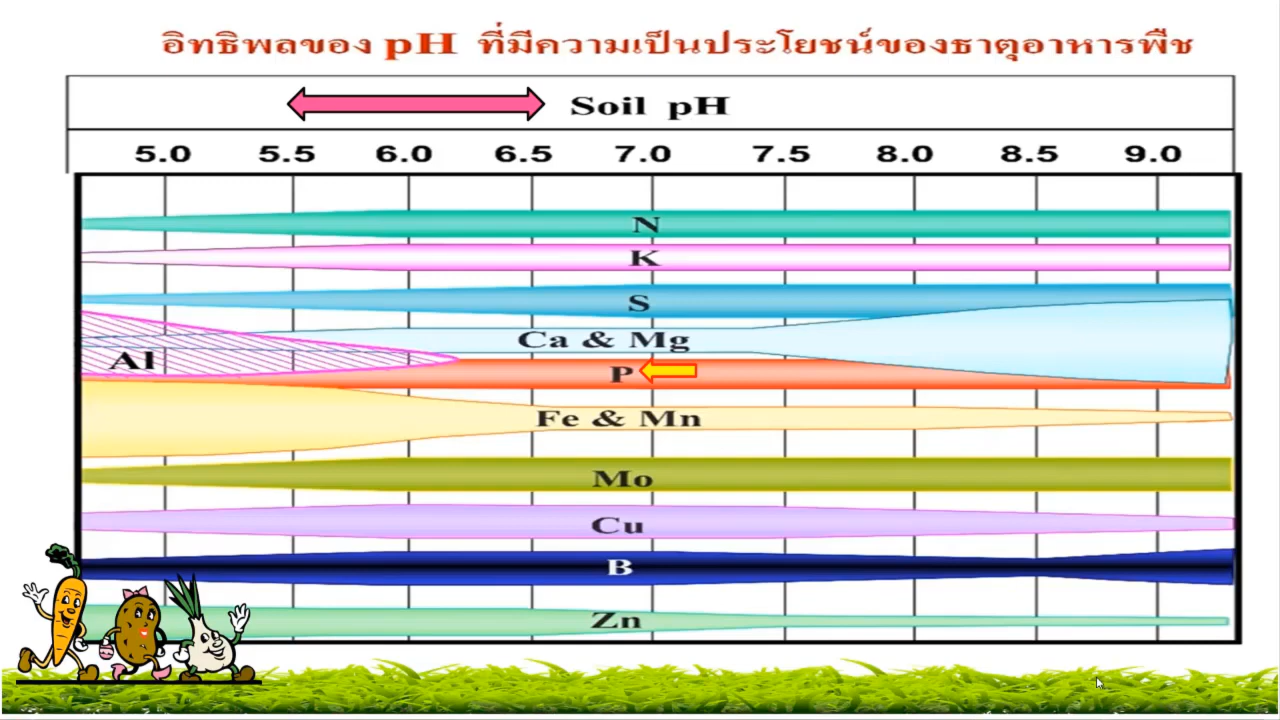 อิทธิพลของ pH ที่มีความเป็นประโยชน์ของธาตุอาหารพืช
Soil pH
5.0 5.5 6.0 6.5 7.0 7.5 8.0 8.5 9.0
N
K
S
Ca & Mg
Al
P
Fe & Mn
Mo
Cu
B
Zn